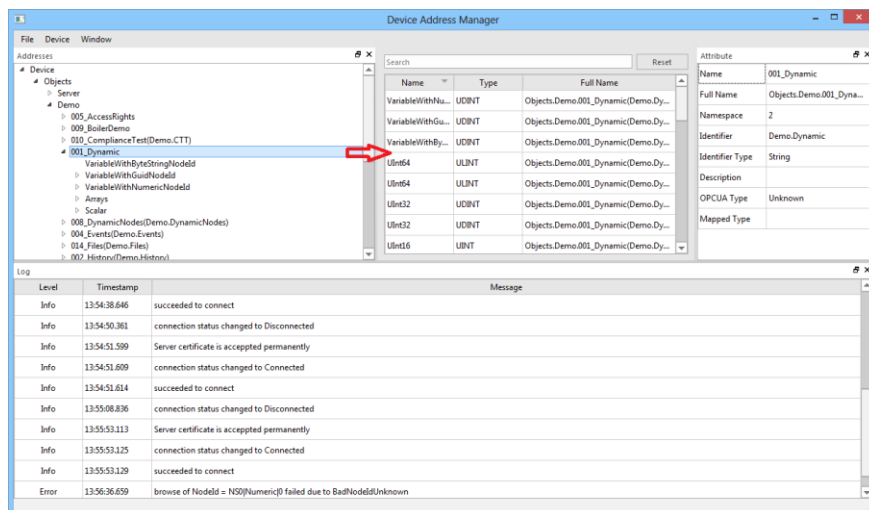 Device Address Manager
File Device Window
Addresses
Device
Objects
Server
Demo
005_AccessRights
009_BoilerDemo
010_ComplianceTest(Demo.CTT)
001_Dynamic
VariableWithByteStringNodeId
VariableWithGuidNodeId
VariableWithNumericNodeId
Arrays
Scalar
008_DynamicNodes(Demo.DynamicNodes)
004_Events(Demo.Events)
014_Files(Demo.Files)
002_History(Demo.History)
Search Reset
Name Type Full Name
VariableWithNu... UDINT Objects.Demo.001_Dynamic(Demo.Dy...
VariableWithGu... UDINT Objects.Demo.001_Dynamic(Demo.Dy...
VariableWithBy... UDINT Objects.Demo.001_Dynamic(Demo.Dy...
UInt64 ULINT Objects.Demo.001_Dynamic(Demo.Dy...
UInt64 ULINT Objects.Demo.001_Dynamic(Demo.Dy...
UInt32 UDINT Objects.Demo.001_Dynamic(Demo.Dy...
UInt32 UDINT Objects.Demo.001_Dynamic(Demo.Dy...
UInt16 UINT Objects.Demo.001_Dynamic(Demo.Dy...
Attribute
Name 001_Dynamic
Full Name Objects.Demo.001_Dyna...
Namespace 2
Identifier Demo.Dynamic
Identifier Type String
Description
OPCUA Type Unknown
Mapped Type
Log
Level Timestamp Message
Info 13:54:38.646 succeeded to connect
Info 13:54:50.361 connection status changed to Disconnected
Info 13:54:51.599 Server certificate is acceppted permanently
Info 13:54:51.609 connection status changed to Connected
Info 13:54:51.614 succeeded to connect
Info 13:55:08.836 connection status changed to Disconnected
Info 13:55:53.113 Server certificate is acceppted permanently
Info 13:55:53.125 connection status changed to Connected
Info 13:55:53.129 succeeded to connect
Error 13:56:36.659 browse of NodeId = NS0|Numeric|0 failed due to BadNodeIdUnknown